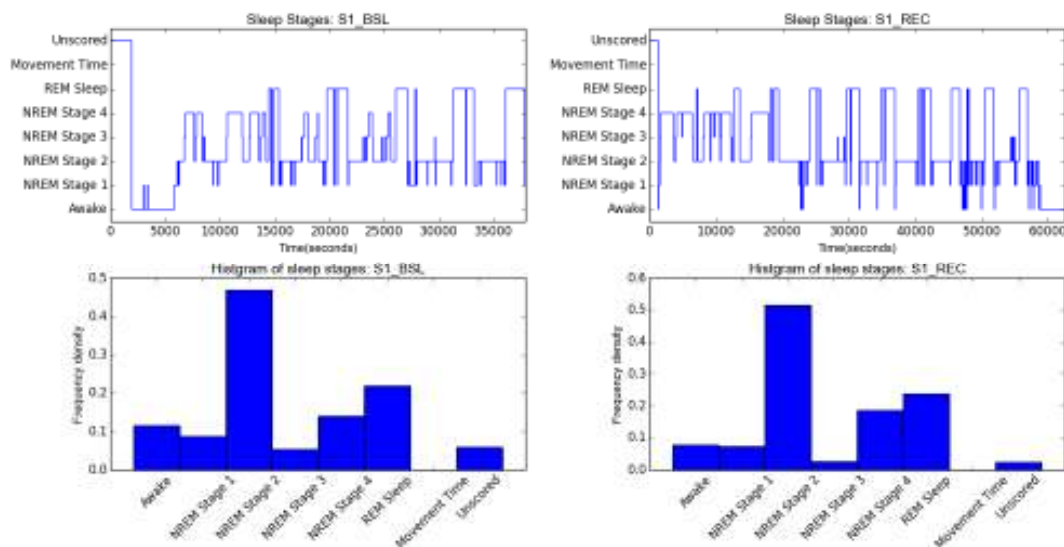 Sleep Stages: S1_BSL
Unscored
Movement Time
REM Sleep
NREM Stage 4
NREM Stage 3
NREM Stage 2
NREM Stage 1
Awake
0 5000 10000 15000 20000 25000 30000 35000
Time(seconds)
Sleep Stages: S1_REC
Unscored
Movement Time
REM Sleep
NREM Stage 4
NREM Stage 3
NREM Stage 2
NREM Stage 1
Awake
0 10000 20000 30000 40000 50000 60000
Time(seconds)
Histgram of sleep stages: S1_BSL
Frequency density
0.5
0.4
0.3
0.2
0.1
0.0
Awake
NREM Stage 1
NREM Stage 2
NREM Stage 3
NREM Stage 4
REM Sleep
Movement Time
Unscored
Histgram of sleep stages: S1_REC
Frequency density
0.6
0.5
0.4
0.3
0.2
0.1
0.0
Awake
NREM Stage 1
NREM Stage 2
NREM Stage 3
NREM Stage 4
REM Sleep
Movement Time
Unscored